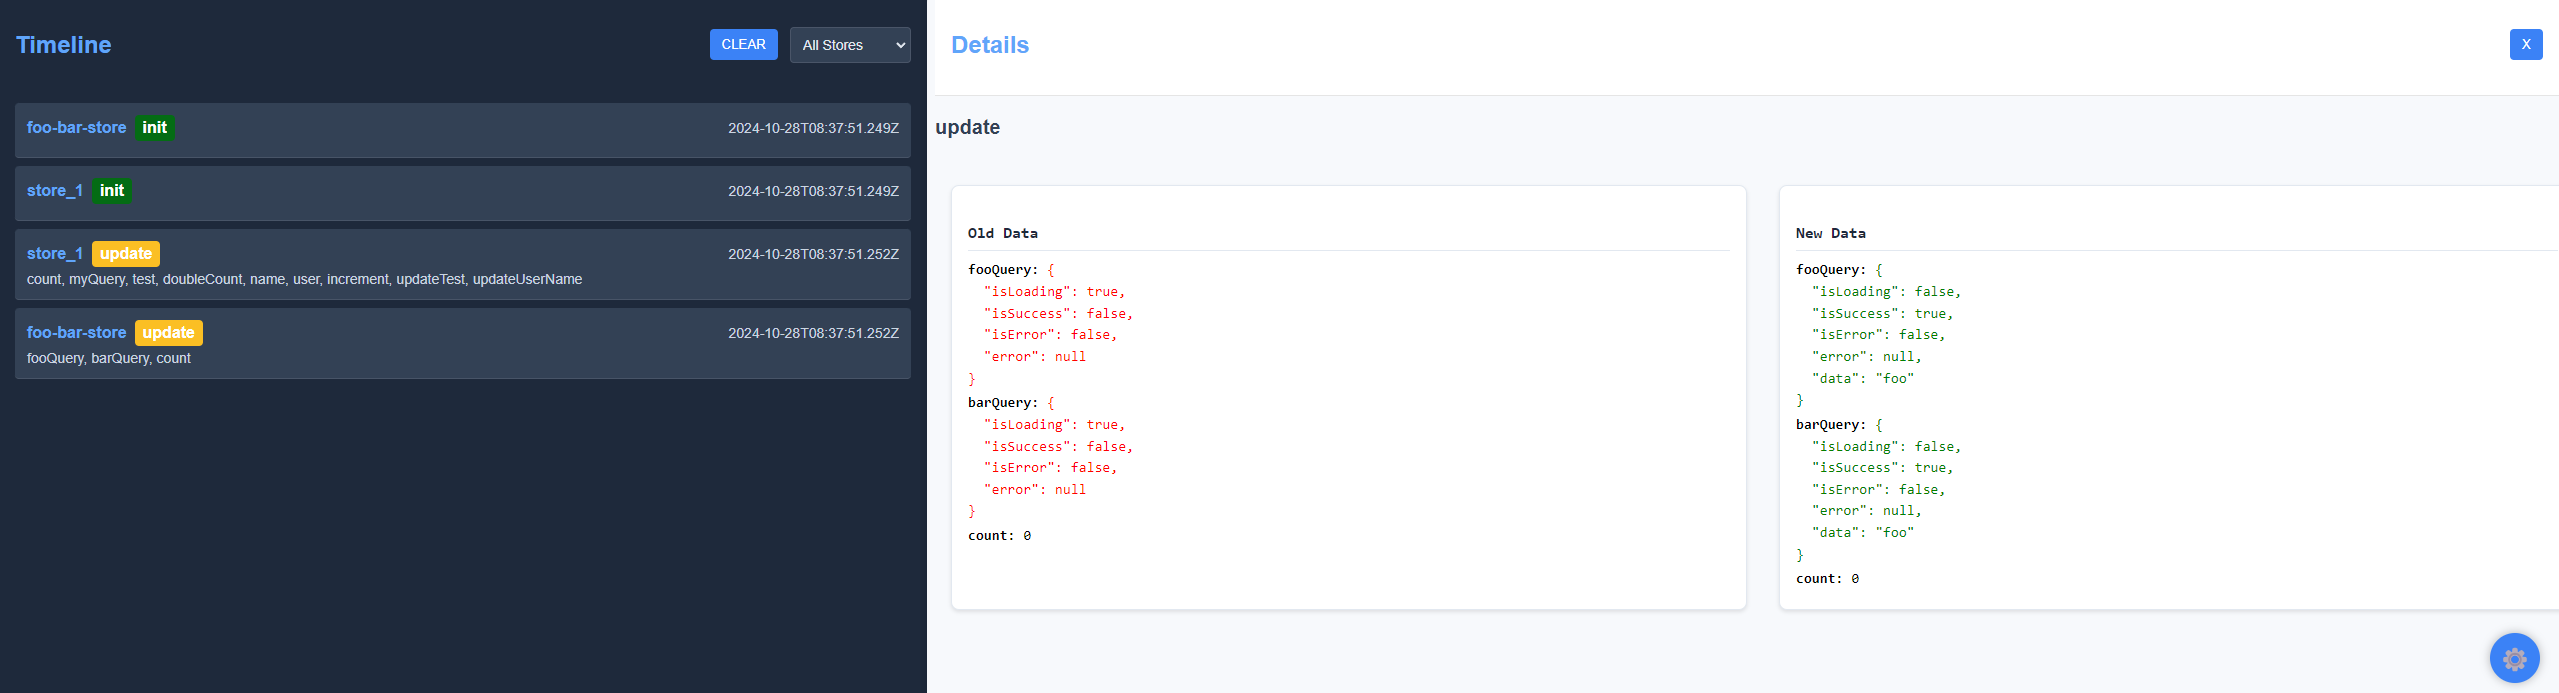 Timeline
CLEAR
All Stores
foo-bar-store init 2024-10-28T08:37:51.249Z
store_1 init 2024-10-28T08:37:51.249Z
store_1 update 2024-10-28T08:37:51.252Z
count, myQuery, test, doubleCount, name, user, increment, updateTest, updateUserName
foo-bar-store update 2024-10-28T08:37:51.252Z
fooQuery, barQuery, count
Details
X
update
Old Data
fooQuery: {
  "isLoading": true,
  "isSuccess": false,
  "isError": false,
  "error": null
}
barQuery: {
  "isLoading": true,
  "isSuccess": false,
  "isError": false,
  "error": null
}
count: 0
New Data
fooQuery: {
  "isLoading": false,
  "isSuccess": true,
  "isError": false,
  "error": null,
  "data": "foo"
}
barQuery: {
  "isLoading": false,
  "isSuccess": true,
  "isError": false,
  "error": null,
  "data": "foo"
}
count: 0